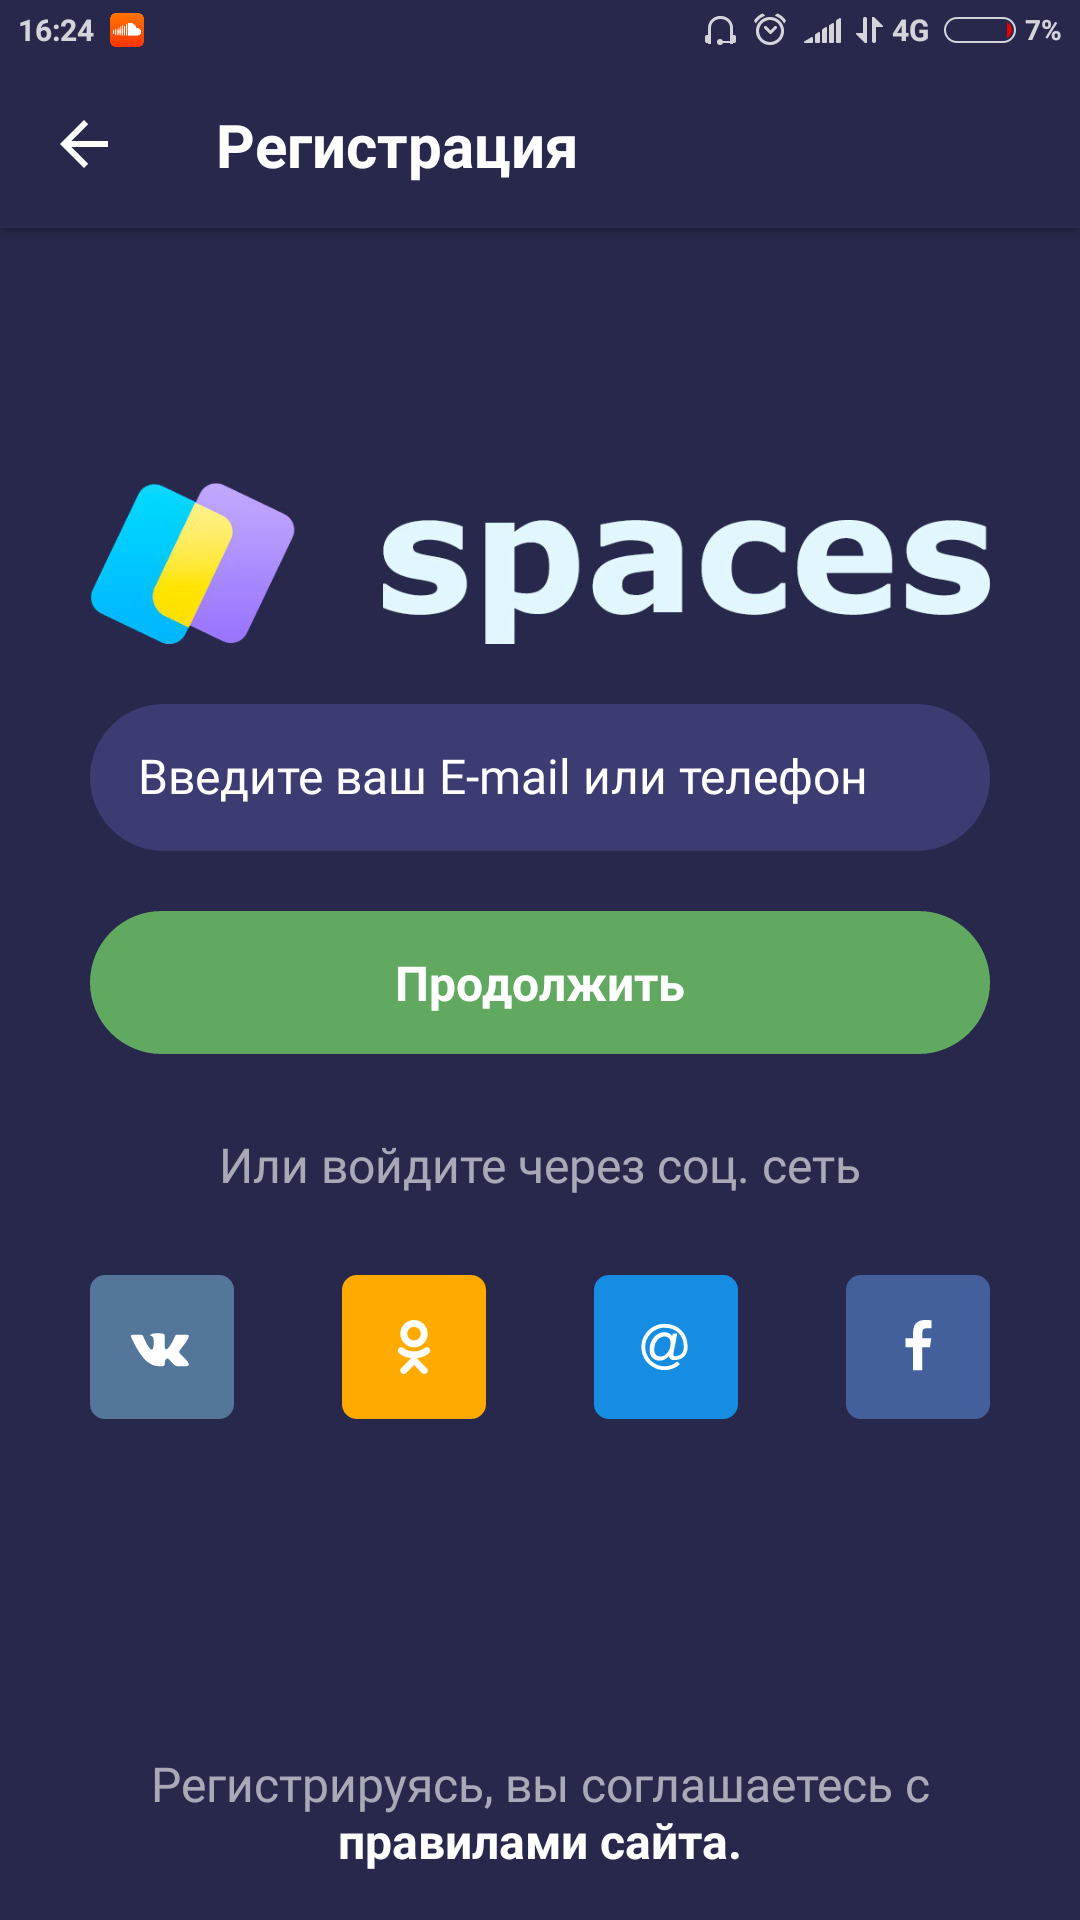 16:24 4G 7%
Регистрация
spaces
Введите ваш E-mail или телефон
Продолжить
Или войдите через соц. сеть
@
Регистрируясь, вы соглашаетесь с
правилами сайта.